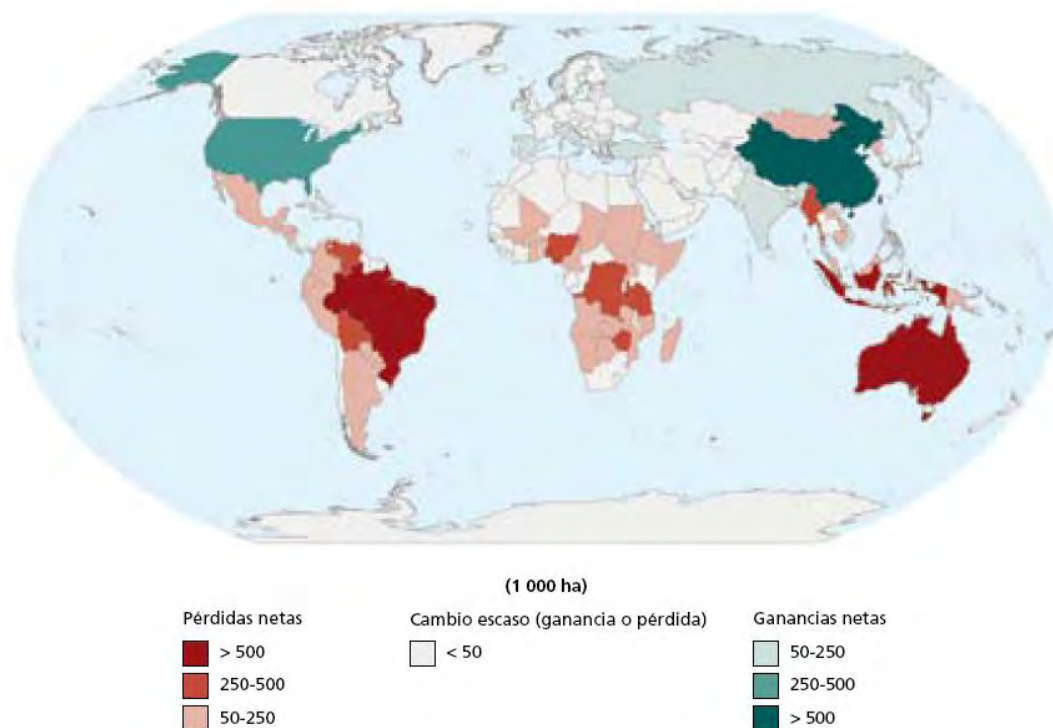 (1 000 ha)
Pérdidas netas
> 500
250-500
50-250
Cambio escaso (ganancia o pérdida)
< 50
Ganancias netas
50-250
250-500
> 500